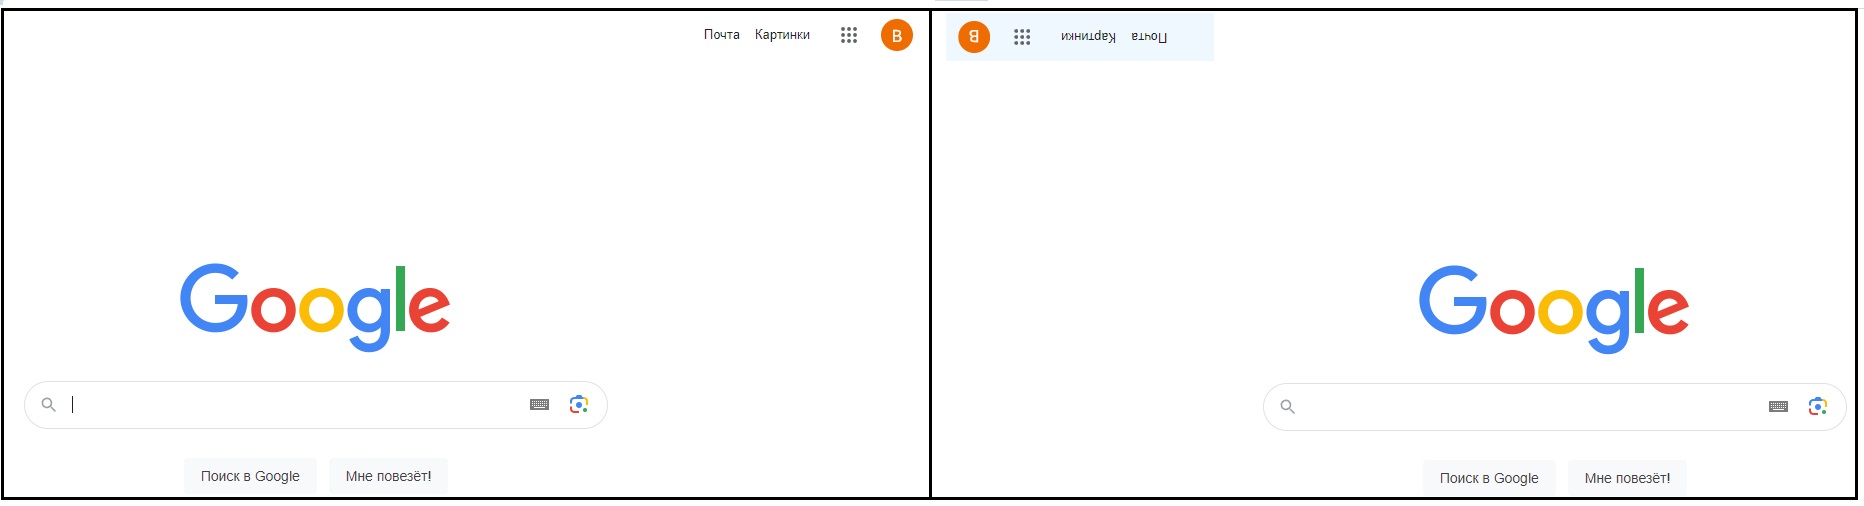 Почта Картинки
В
Google
Поиск в Google
Мне повезёт!
В
Картинки Почта
Google
Поиск в Google
Мне повезёт!